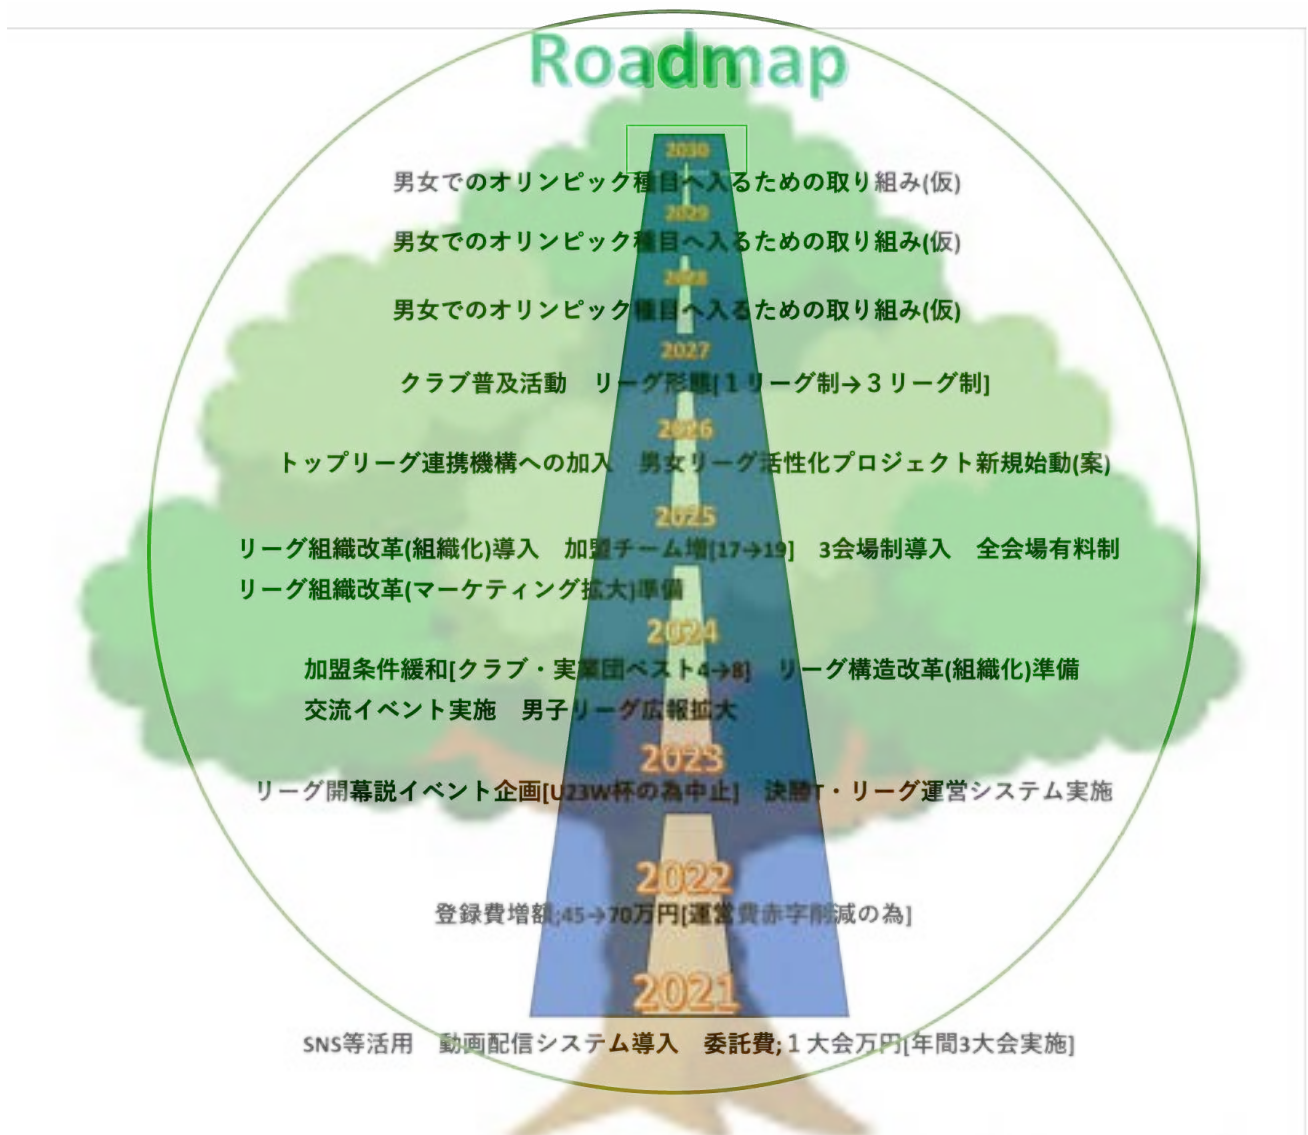 Roadmap
2030
男女でのオリンピック種目へ入るための取り組み(仮)
2029
男女でのオリンピック種目へ入るための取り組み(仮)
2028
男女でのオリンピック種目へ入るための取り組み(仮)
2027
クラブ普及活動　リーグ形態[１リーグ制→３リーグ制]
2026
トップリーグ連携機構への加入　男女リーグ活性化プロジェクト新規始動(案)
2025
リーグ組織改革(組織化)導入　加盟チーム増[17→19]　3会場制導入　全会場有料制
リーグ組織改革(マーケティング拡大)準備
2024
加盟条件緩和[クラブ・実業団ベスト4→8]　リーグ構造改革(組織化)準備
交流イベント実施　男子リーグ広報拡大
2023
リーグ開幕説イベント企画[U23W杯の為中止]　決勝T・リーグ運営システム実施
2022
登録費増額;45→70万円[運営費赤字削減の為]
2021
SNS等活用　動画配信システム導入　委託費;１大会万円[年間3大会実施]